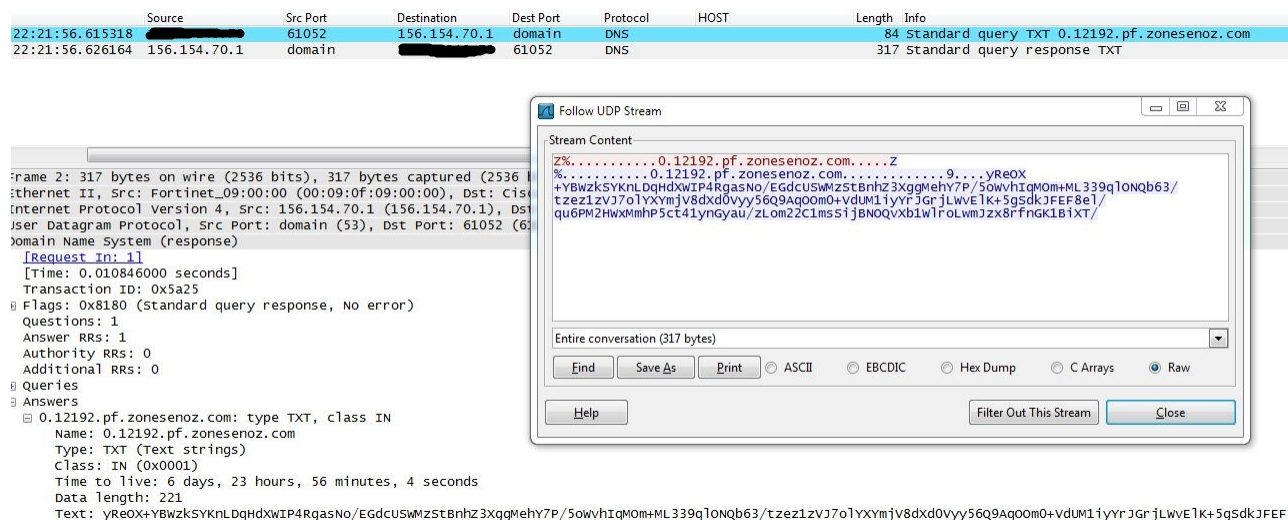 Source Src Port Destination Dest Port Protocol HOST Length Info
22:21:56.615318 61052 156.154.70.1 domain DNS 84 Standard query TXT 0.12192.pf.zonesenoz.com
22:21:56.626164 156.154.70.1 domain 61052 DNS 317 Standard query response TXT
Follow UDP Stream
Stream Content
z%...........0.12192.pf.zonesenoz.com.....z
%...........0.12192.pf.zonesenoz.com............9....yReOX
+YBWzkSYKnLDqHdXWIP4RgasNo/EGdcUSWMzStBnhZ3XggMehY7P/5oWvhIqMOm+ML339qlONQb63/
tzez1zVJ7olYXYmjV8dXd0Vyy56Q9AqOOm0+VdUM1iyYrJGrjLWvElK+5gSdkJFEF8el/
qu6PM2HWxMmhP5ct41ynGyau/zLom22C1msSijBNOQvXb1WlroLwmJzx8rfnGK1BiXT/
Entire conversation (317 bytes)
Find Save As Print ASCII EBCDIC Hex Dump C Arrays Raw
Help Filter Out This Stream Close
Frame 2: 317 bytes on wire (2536 bits), 317 bytes captured (2536 b
Ethernet II, Src: Fortinet_09:00:00 (00:09:0f:09:00:00), Dst: Cisc
Internet Protocol Version 4, Src: 156.154.70.1 (156.154.70.1), Dst
User Datagram Protocol, Src Port: domain (53), Dst Port: 61052 (61
Domain Name System (response)
[Request In: 1]
[Time: 0.010846000 seconds]
Transaction ID: 0x5a25
Flags: 0x8180 (Standard query response, No error)
Questions: 1
Answer RRs: 1
Authority RRs: 0
Additional RRs: 0
Queries
Answers
0.12192.pf.zonesenoz.com: type TXT, class IN
Name: 0.12192.pf.zonesenoz.com
Type: TXT (Text strings)
Class: IN (0x0001)
Time to live: 6 days, 23 hours, 56 minutes, 4 seconds
Data length: 221
Text: yReOX+YBWzkSYKnLDqHdXWIP4RgasNo/EGdcUSWMzStBnhZ3XggMehY7P/5oWvhIqMOm+ML339qlONQb63/tzez1zVJ7olYXYmjV8dXd0Vyy56Q9AqOOm0+VdUM1iyYrJGrjLWvElK+5gSdkJFEF